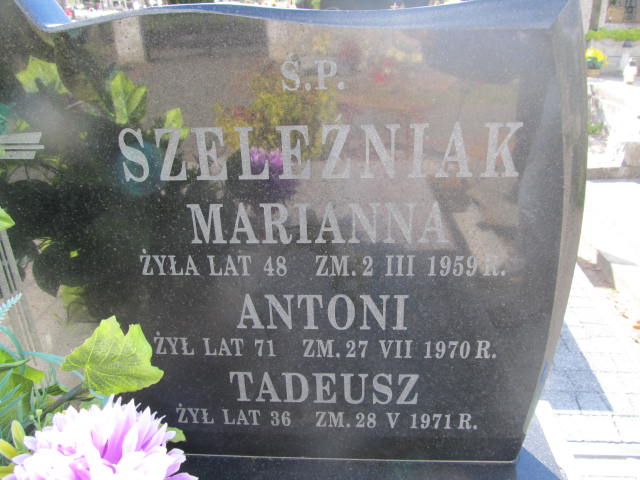 Ś.P.
SZELEŹNIAK
MARIANNA
ŻYŁA LAT 48 ZM. 2 III 1959 R.
ANTONI
ŻYŁ LAT 71 ZM. 27 VII 1970 R.
TADEUSZ
ŻYŁ LAT 36 ZM. 28 V 1971 R.